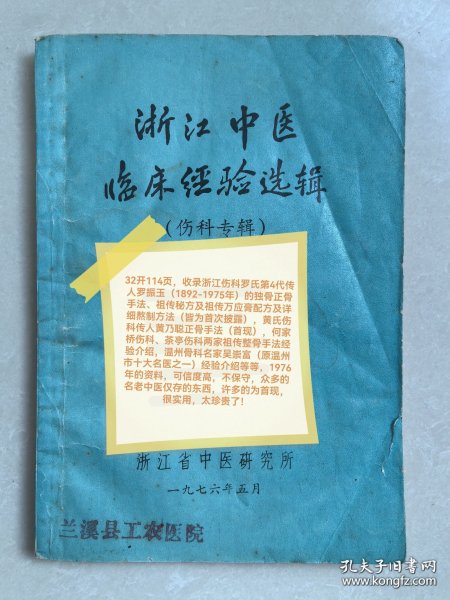 浙江中医
临床经验选辑
(伤科专辑)
32开114页，收录浙江伤科罗氏第4代传
人罗振玉（1892-1975年）的独骨正骨
手法、祖传秘方及祖传万应膏配方及详
细熬制方法（皆为首次披露），黄氏伤
科传人黄乃聪正骨手法（首现），何家
桥伤科、茶亭伤科两家祖传整骨手法经
验介绍，温州骨科名家吴崇富（原温州
市十大名医之一）经验介绍等等，1976
年的资料，可信度高，不保守，众多的
名老中医仅存的东西，许多的为首现，
很实用，太珍贵了！
浙江省中医研究所
一九七六年五月
兰溪县工农医院
孔夫子旧书网
www.kongfz.com